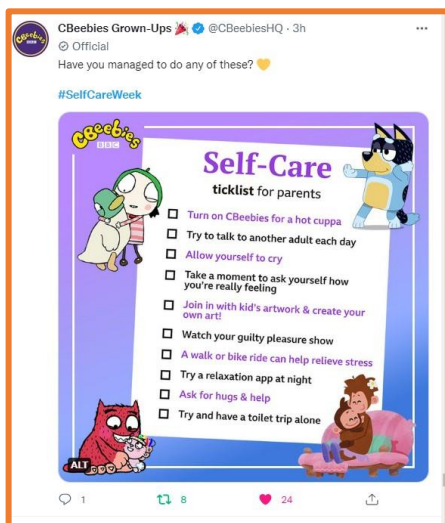 CBeebies Grown-Ups 🎉 @CBeebiesHQ · 3h
Official
Have you managed to do any of these? 💛
#SelfCareWeek
CBeebies
BBC
Self-Care
ticklist for parents
Turn on CBeebies for a hot cuppa
Try to talk to another adult each day
Allow yourself to cry
Take a moment to ask yourself how
you're really feeling
Join in with kid's artwork & create your
own art!
Watch your guilty pleasure show
A walk or bike ride can help relieve stress
Try a relaxation app at night
Ask for hugs & help
Try and have a toilet trip alone
ALT
1
8
24